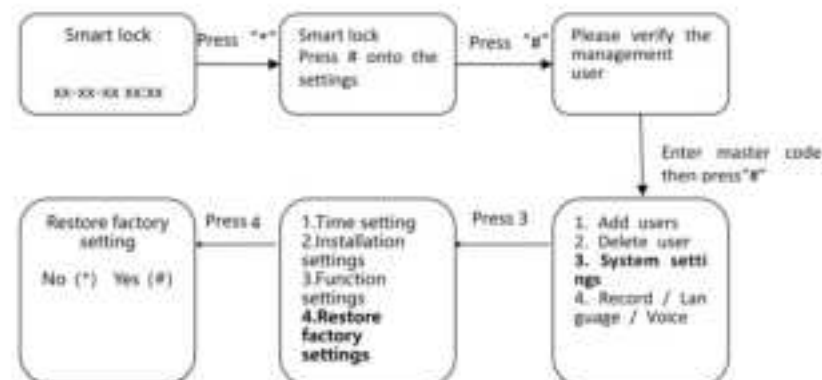 Smart lock
xx-xx-xx xx:xx
Press "*"
Smart lock
Press # onto the
settings
Press "#"
Please verify the
management
user
Enter master code
then press"#"
1. Add users
2. Delete user
3. System setti
ngs
4. Record / Lan
guage / Voice
Press 3
1.Time setting
2.Installation
settings
3.Function
settings
4.Restore
factory
settings
Press 4
Restore factory
setting
No (*) Yes (#)